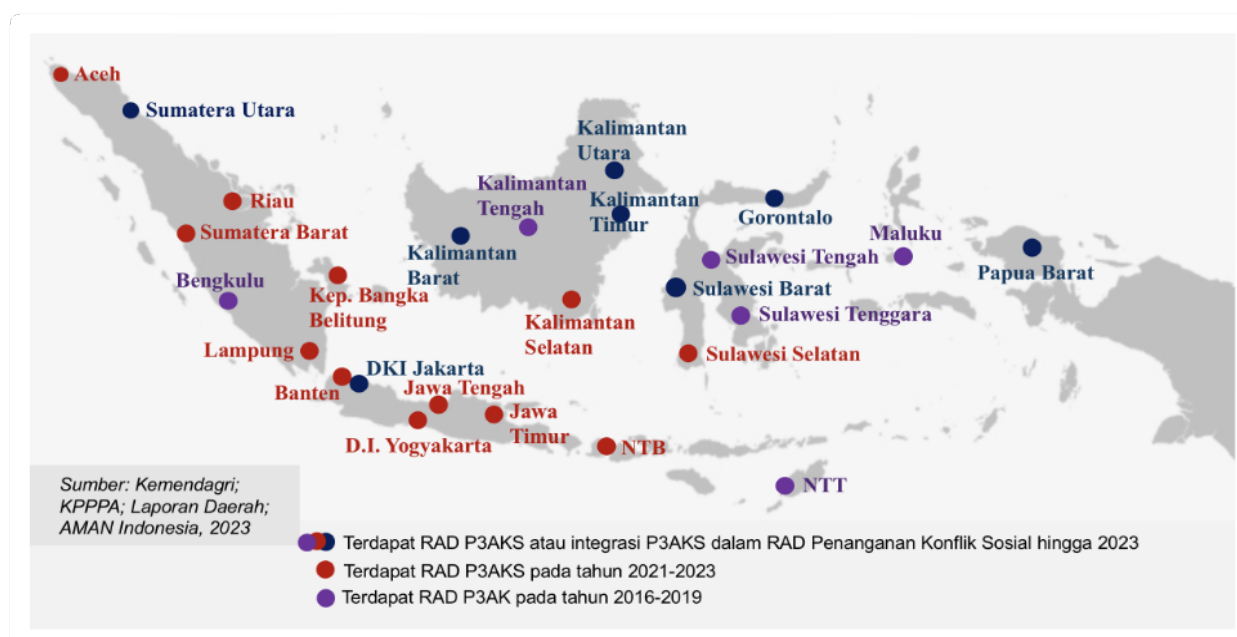 Aceh
Sumatera Utara
Kalimantan
Utara
Kalimantan
Tengah
Kalimantan
Timur
Riau
Gorontalo
Sumatera Barat
Maluku
Kalimantan
Barat
Sulawesi Tengah
Papua Barat
Bengkulu
Sulawesi Barat
Kep. Bangka
Belitung
Sulawesi Tenggara
Kalimantan
Selatan
Lampung
Sulawesi Selatan
DKI Jakarta
Banten
Jawa Tengah
Jawa
Timur
D.I. Yogyakarta
NTB
NTT
Sumber: Kemendagri;
KPPPA; Laporan Daerah;
AMAN Indonesia, 2023
Terdapat RAD P3AKS atau integrasi P3AKS dalam RAD Penanganan Konflik Sosial hingga 2023
Terdapat RAD P3AKS pada tahun 2021-2023
Terdapat RAD P3AK pada tahun 2016-2019